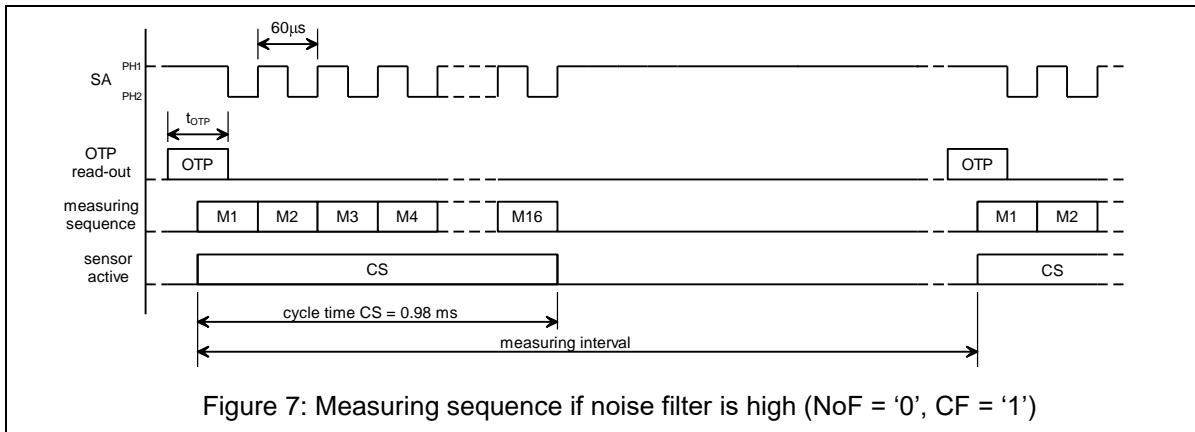 60µs
SA
PH1
PH2
tOTP
OTP
read-out
OTP
OTP
measuring
sequence
M1 M2 M3 M4 M16 M1 M2
sensor
active
CS CS
cycle time CS = 0.98 ms
measuring interval
Figure 7: Measuring sequence if noise filter is high (NoF = ‘0’, CF = ‘1’)